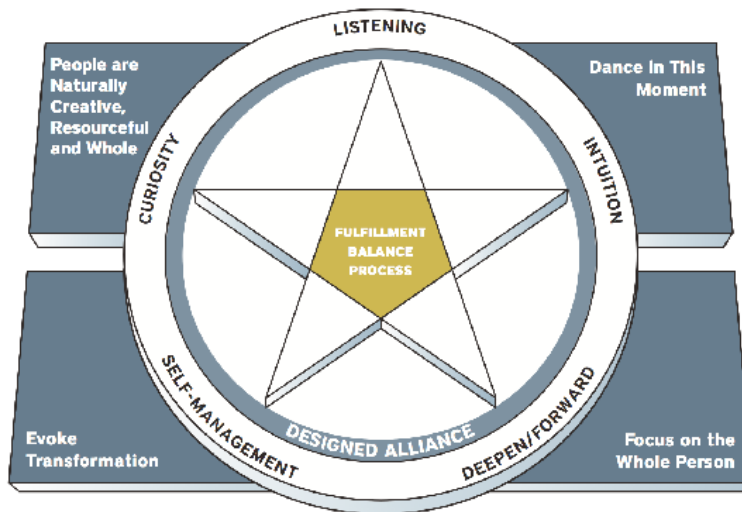 LISTENING
People are
Naturally
Creative,
Resourceful
and Whole
Dance in This
Moment
CURIOSITY
INTUITION
FULFILLMENT
BALANCE
PROCESS
SELF-MANAGEMENT
DESIGNED ALLIANCE
DEEPEN/FORWARD
Evoke
Transformation
Focus on the
Whole Person